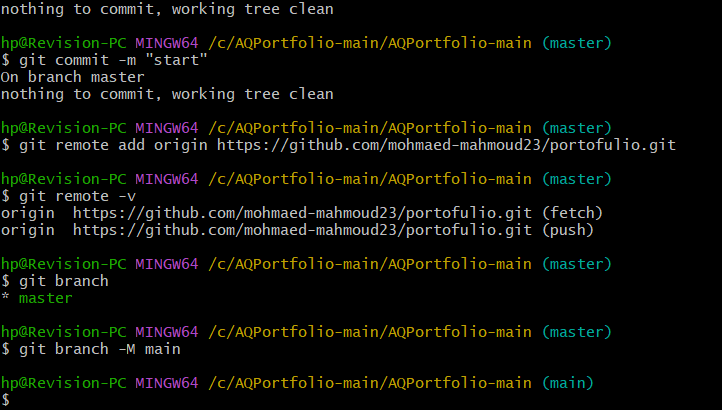 nothing to commit, working tree clean
hp@Revision-PC MINGW64 /c/AQPortfolio-main/AQPortfolio-main (master)
$ git commit -m "start"
On branch master
nothing to commit, working tree clean
hp@Revision-PC MINGW64 /c/AQPortfolio-main/AQPortfolio-main (master)
$ git remote add origin https://github.com/mohmaed-mahmoud23/portofulio.git
hp@Revision-PC MINGW64 /c/AQPortfolio-main/AQPortfolio-main (master)
$ git remote -v
origin  https://github.com/mohmaed-mahmoud23/portofulio.git (fetch)
origin  https://github.com/mohmaed-mahmoud23/portofulio.git (push)
hp@Revision-PC MINGW64 /c/AQPortfolio-main/AQPortfolio-main (master)
$ git branch
* master
hp@Revision-PC MINGW64 /c/AQPortfolio-main/AQPortfolio-main (master)
$ git branch -M main
hp@Revision-PC MINGW64 /c/AQPortfolio-main/AQPortfolio-main (main)
$